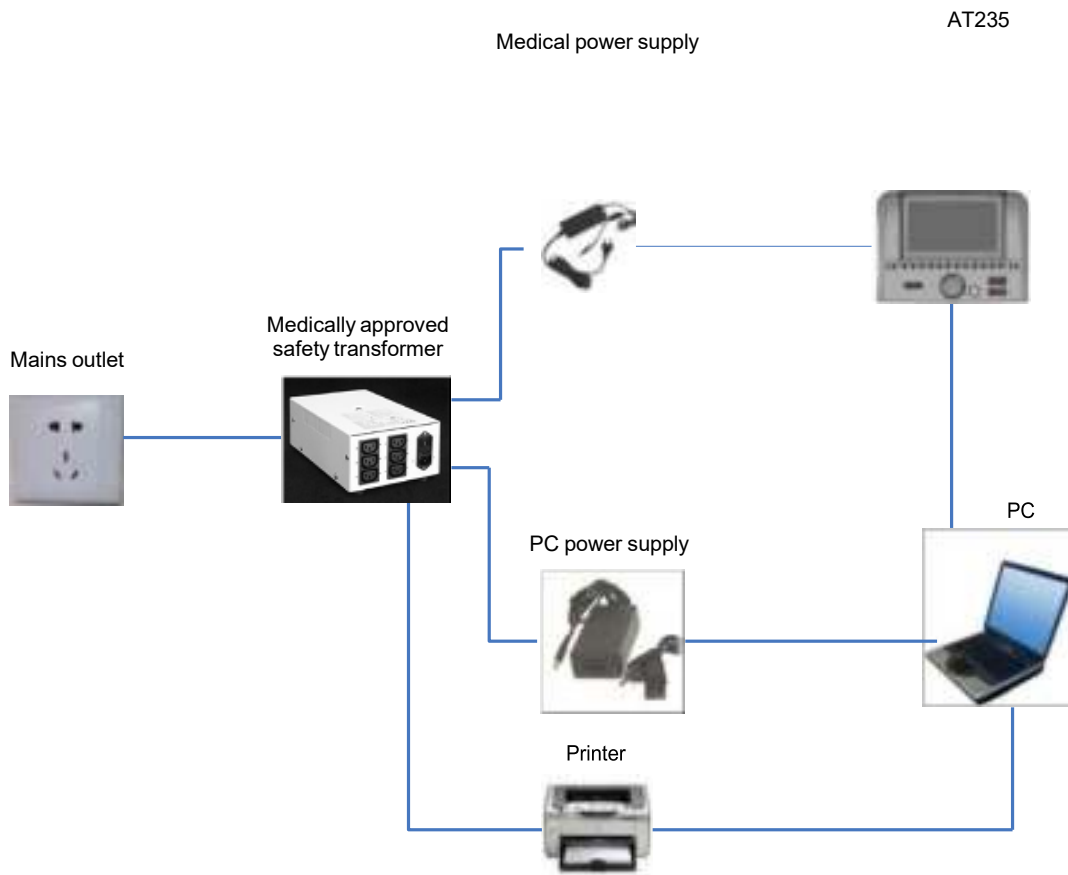 AT235
Medical power supply
Medically approved
safety transformer
Mains outlet
PC
PC power supply
Printer